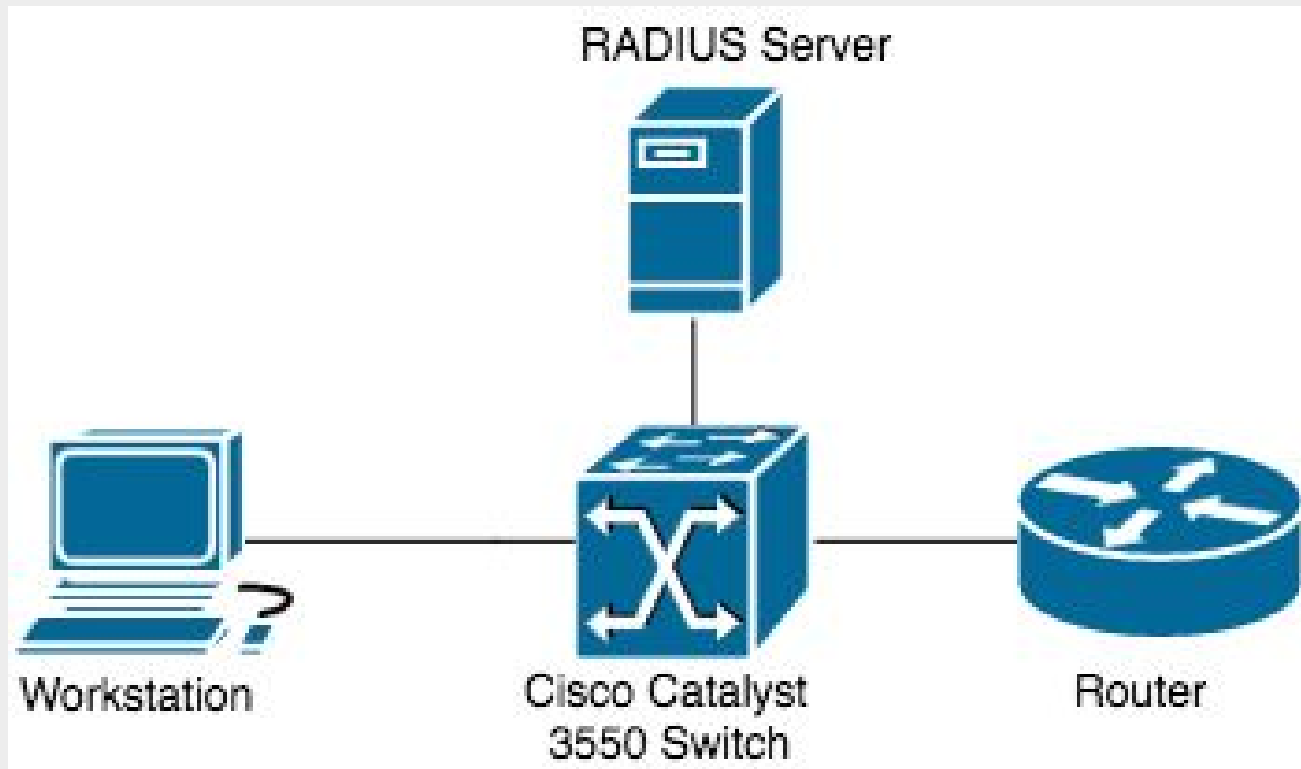 RADIUS Server
Workstation
Cisco Catalyst
3550 Switch
Router